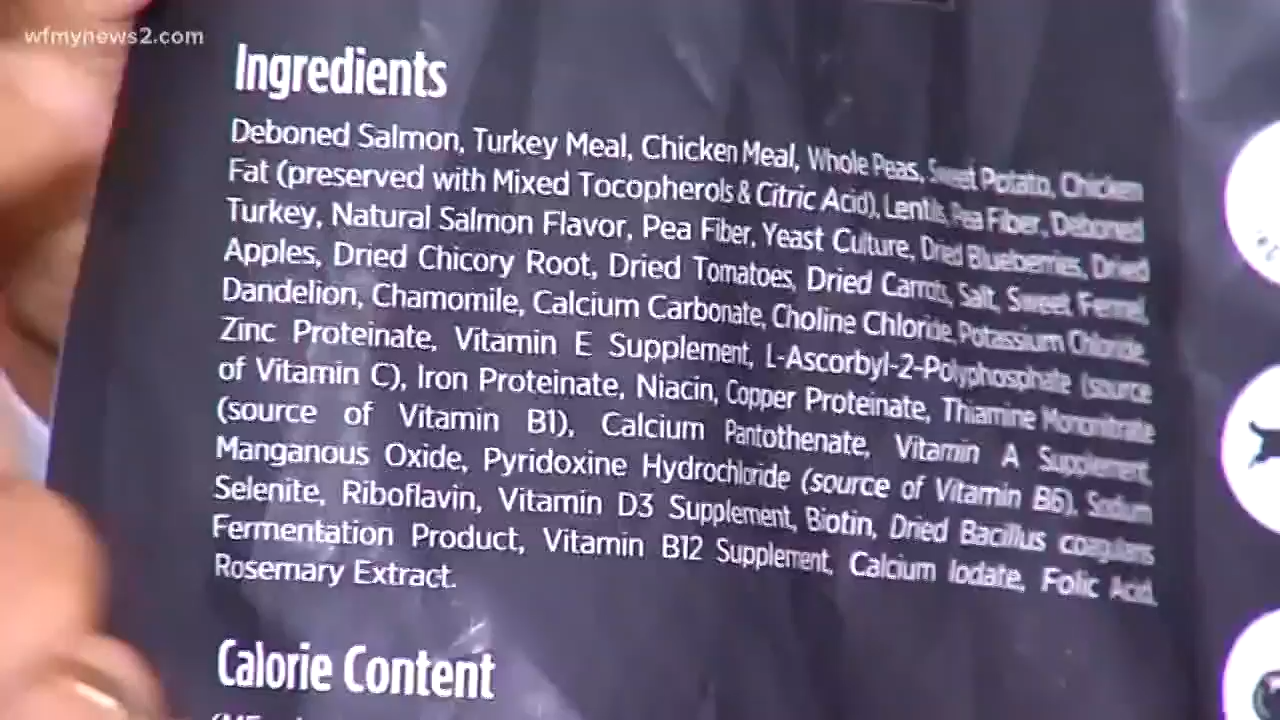 wfmynews2.com
Ingredients
Deboned Salmon, Turkey Meal, Chicken Meal, Whole Peas, Sweet Potato, Chicken
Fat (preserved with Mixed Tocopherols & Citric Acid), Lentils, Pea Fiber, Deboned
Turkey, Natural Salmon Flavor, Pea Fiber, Yeast Culture, Dried Blueberries, Dried
Apples, Dried Chicory Root, Dried Tomatoes, Dried Carrots, Salt, Sweet Fennel,
Dandelion, Chamomile, Calcium Carbonate, Choline Chloride, Potassium Chloride,
Zinc Proteinate, Vitamin E Supplement, L-Ascorbyl-2-Polyphosphate (source
of Vitamin C), Iron Proteinate, Niacin, Copper Proteinate, Thiamine Mononitrate
(source of Vitamin B1), Calcium Pantothenate, Vitamin A Supplement,
Manganous Oxide, Pyridoxine Hydrochloride (source of Vitamin B6), Sodium
Selenite, Riboflavin, Vitamin D3 Supplement, Biotin, Dried Bacillus coagulans
Fermentation Product, Vitamin B12 Supplement, Calcium Iodate, Folic Acid,
Rosemary Extract.
Calorie Content